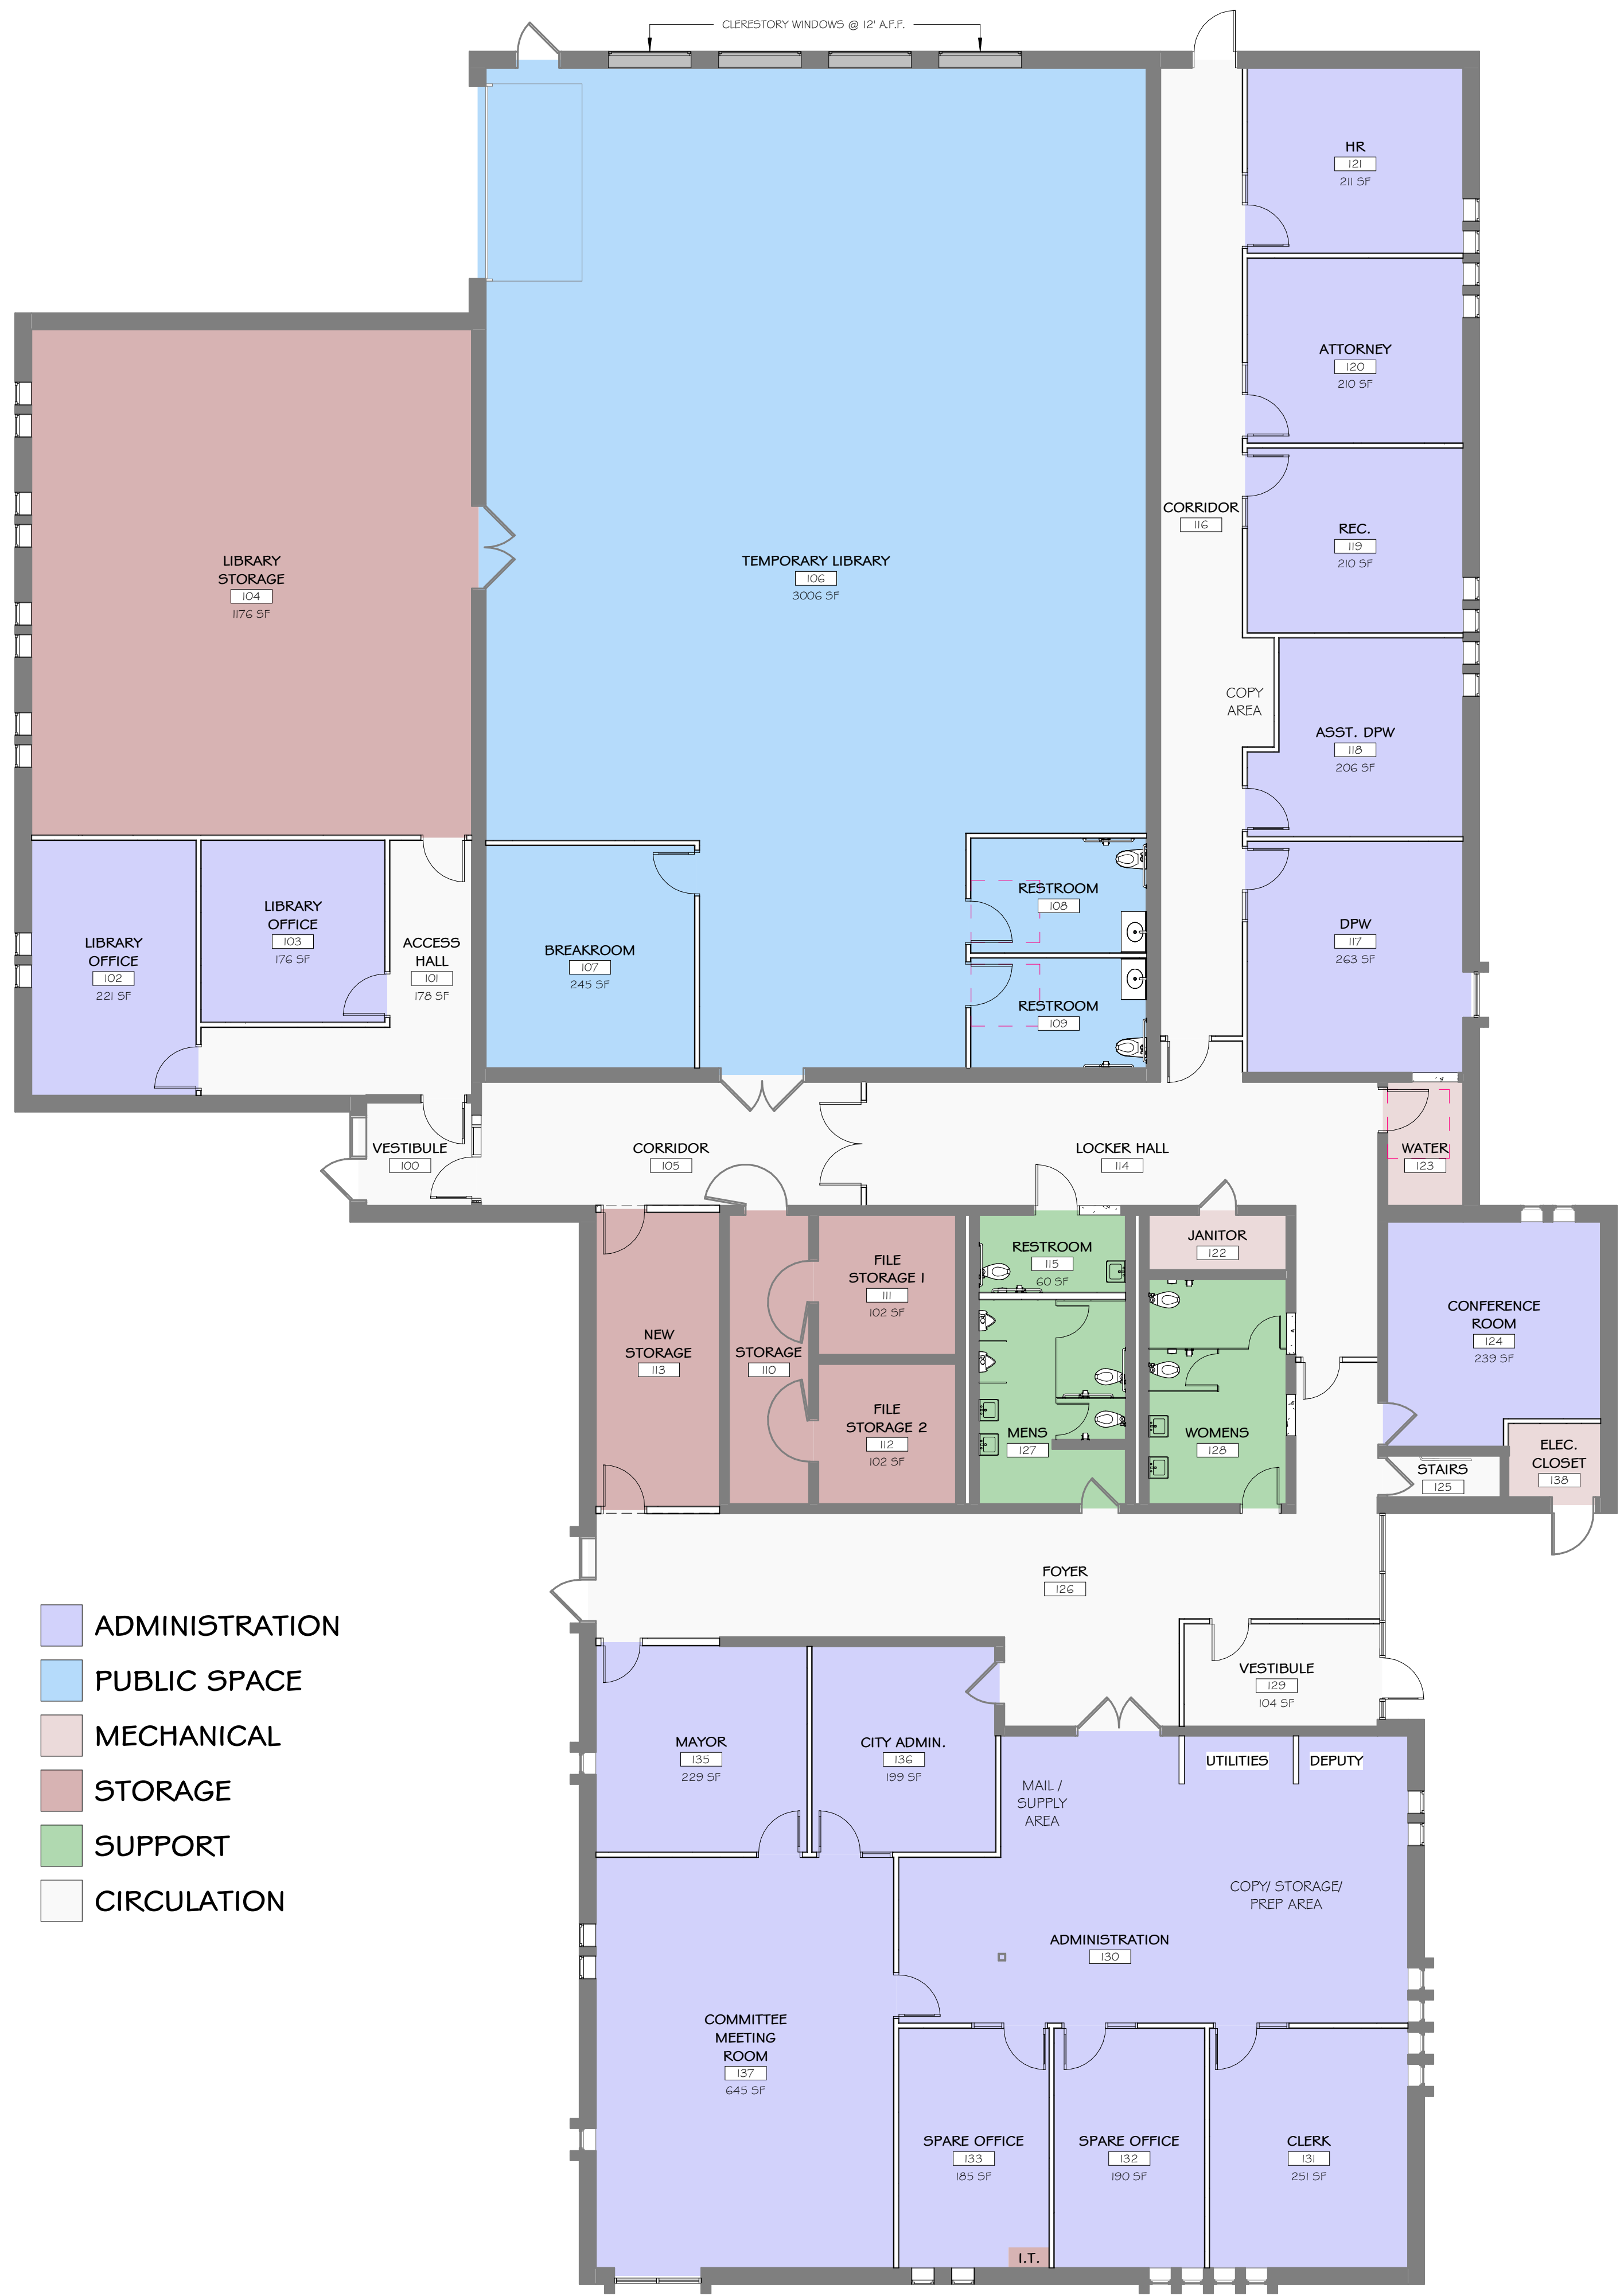 CLERESTORY WINDOWS @ 12' A.F.F.
HR
121
211 SF
ATTORNEY
120
210 SF
CORRIDOR
116
REC.
119
210 SF
LIBRARY
STORAGE
104
1176 SF
TEMPORARY LIBRARY
106
3006 SF
COPY
AREA
ASST. DPW
118
206 SF
LIBRARY
OFFICE
102
221 SF
LIBRARY
OFFICE
103
176 SF
ACCESS
HALL
101
178 SF
BREAKROOM
107
245 SF
RESTROOM
108
RESTROOM
109
DPW
117
263 SF
VESTIBULE
100
CORRIDOR
105
LOCKER HALL
114
WATER
123
NEW
STORAGE
113
STORAGE
110
FILE
STORAGE 1
111
102 SF
FILE
STORAGE 2
112
102 SF
RESTROOM
115
60 SF
JANITOR
122
MENS
127
WOMENS
128
CONFERENCE
ROOM
124
239 SF
STAIRS
125
ELEC.
CLOSET
138
FOYER
126
VESTIBULE
129
104 SF
ADMINISTRATION
PUBLIC SPACE
MECHANICAL
STORAGE
SUPPORT
CIRCULATION
MAYOR
135
229 SF
CITY ADMIN.
136
199 SF
MAIL /
SUPPLY
AREA
UTILITIES
DEPUTY
COPY/ STORAGE/
PREP AREA
ADMINISTRATION
130
COMMITTEE
MEETING
ROOM
137
645 SF
SPARE OFFICE
133
185 SF
SPARE OFFICE
132
190 SF
CLERK
131
251 SF
I.T.